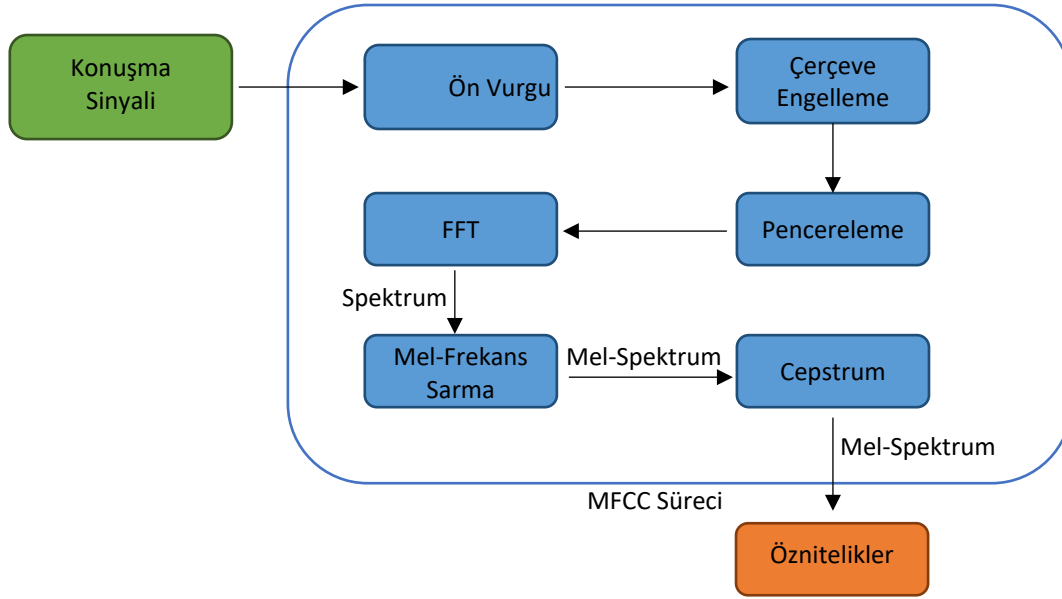 Konuşma
Sinyali
Ön Vurgu
Çerçeve
Engelleme
Pencereleme
FFT
Spektrum
Mel-Frekans
Sarma
Mel-Spektrum
Cepstrum
Mel-Spektrum
MFCC Süreci
Öznitelikler